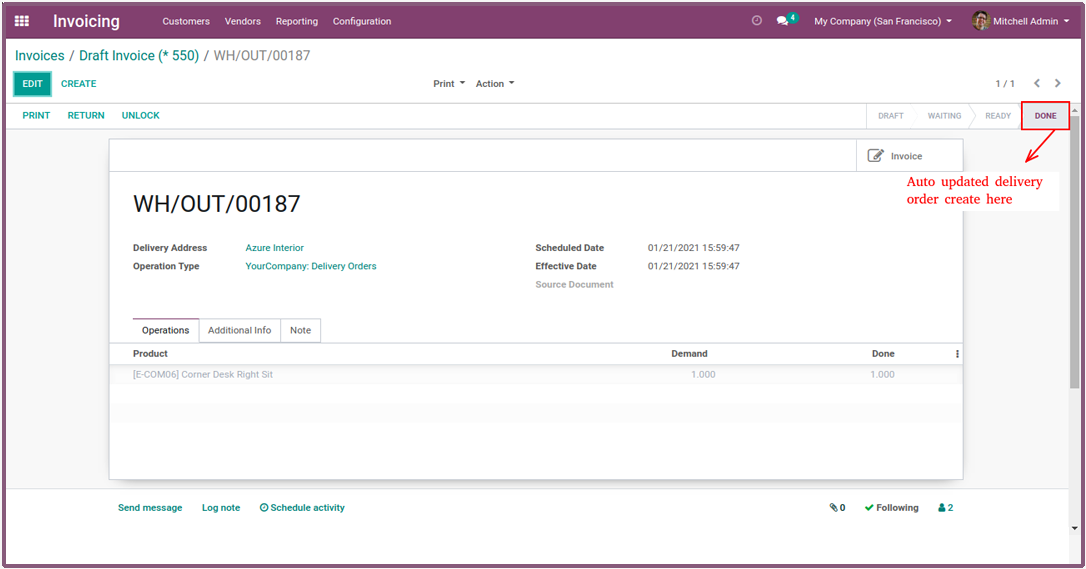 Invoicing Customers Vendors Reporting Configuration 4 My Company (San Francisco) Mitchell Admin
Invoices / Draft Invoice (* 550) / WH/OUT/00187
EDIT CREATE Print Action 1 / 1
PRINT RETURN UNLOCK DRAFT WAITING READY DONE
Invoice
Auto updated delivery
order create here
WH/OUT/00187
Delivery Address Azure Interior Scheduled Date 01/21/2021 15:59:47
Operation Type YourCompany: Delivery Orders Effective Date 01/21/2021 15:59:47
Source Document
Operations Additional Info Note
Product Demand Done
[E-COM06] Corner Desk Right Sit 1.000 1.000
Send message Log note Schedule activity 0 Following 2